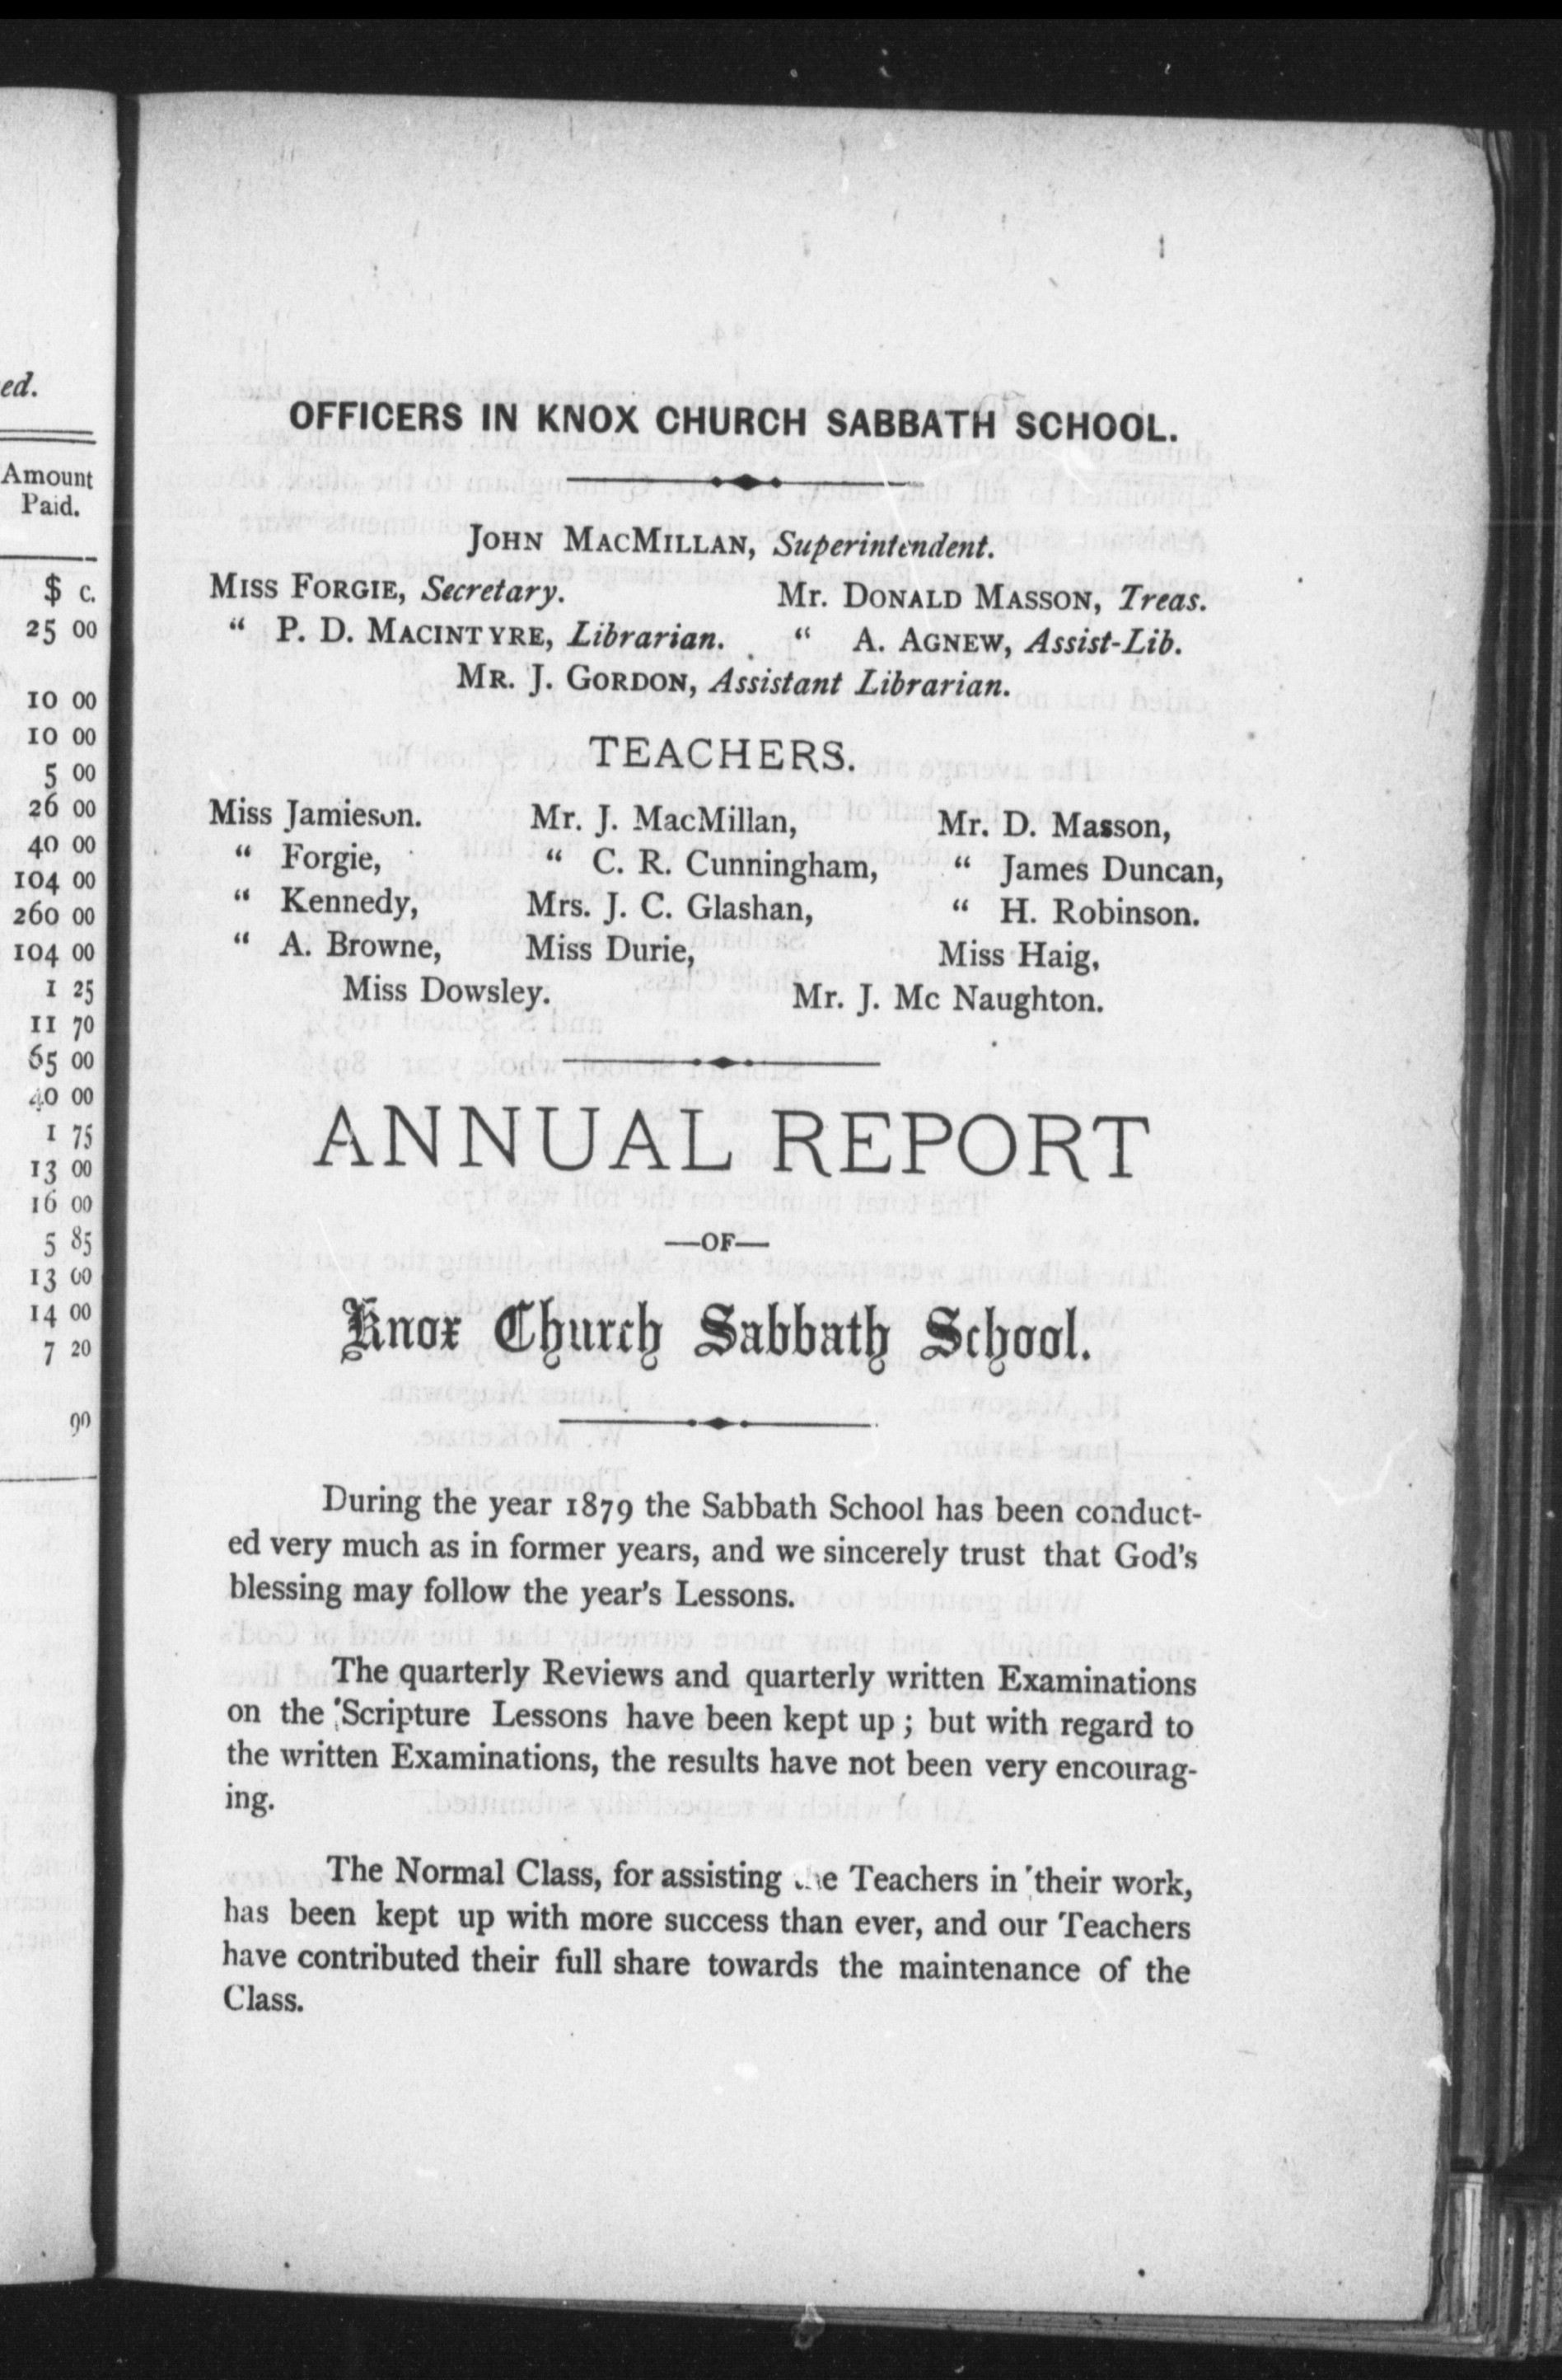 ed.
Amount
Paid.
$ c.
25 00
10 00
10 00
5 00
26 00
40 00
104 00
260 00
104 00
1 25
11 70
65 00
40 00
1 75
13 00
16 00
5 85
13 00
14 00
7 20
90
OFFICERS IN KNOX CHURCH SABBATH SCHOOL.
JOHN MACMILLAN, Superintendent.
MISS FORGIE, Secretary. Mr. DONALD MASSON, Treas.
" P. D. MACINTYRE, Librarian. " A. AGNEW, Assist-Lib.
MR. J. GORDON, Assistant Librarian.
TEACHERS.
Miss Jamieson. Mr. J. MacMillan, Mr. D. Masson,
" Forgie, " C. R. Cunningham, " James Duncan,
" Kennedy, Mrs. J. C. Glashan, " H. Robinson.
" A. Browne, Miss Durie, Miss Haig,
Miss Dowsley. Mr. J. Mc Naughton.
ANNUAL REPORT
—OF—
Knox Church Sabbath School.
During the year 1879 the Sabbath School has been conduct-
ed very much as in former years, and we sincerely trust that God's
blessing may follow the year's Lessons.
The quarterly Reviews and quarterly written Examinations
on the Scripture Lessons have been kept up ; but with regard to
the written Examinations, the results have not been very encourag-
ing.
The Normal Class, for assisting the Teachers in their work,
has been kept up with more success than ever, and our Teachers
have contributed their full share towards the maintenance of the
Class.